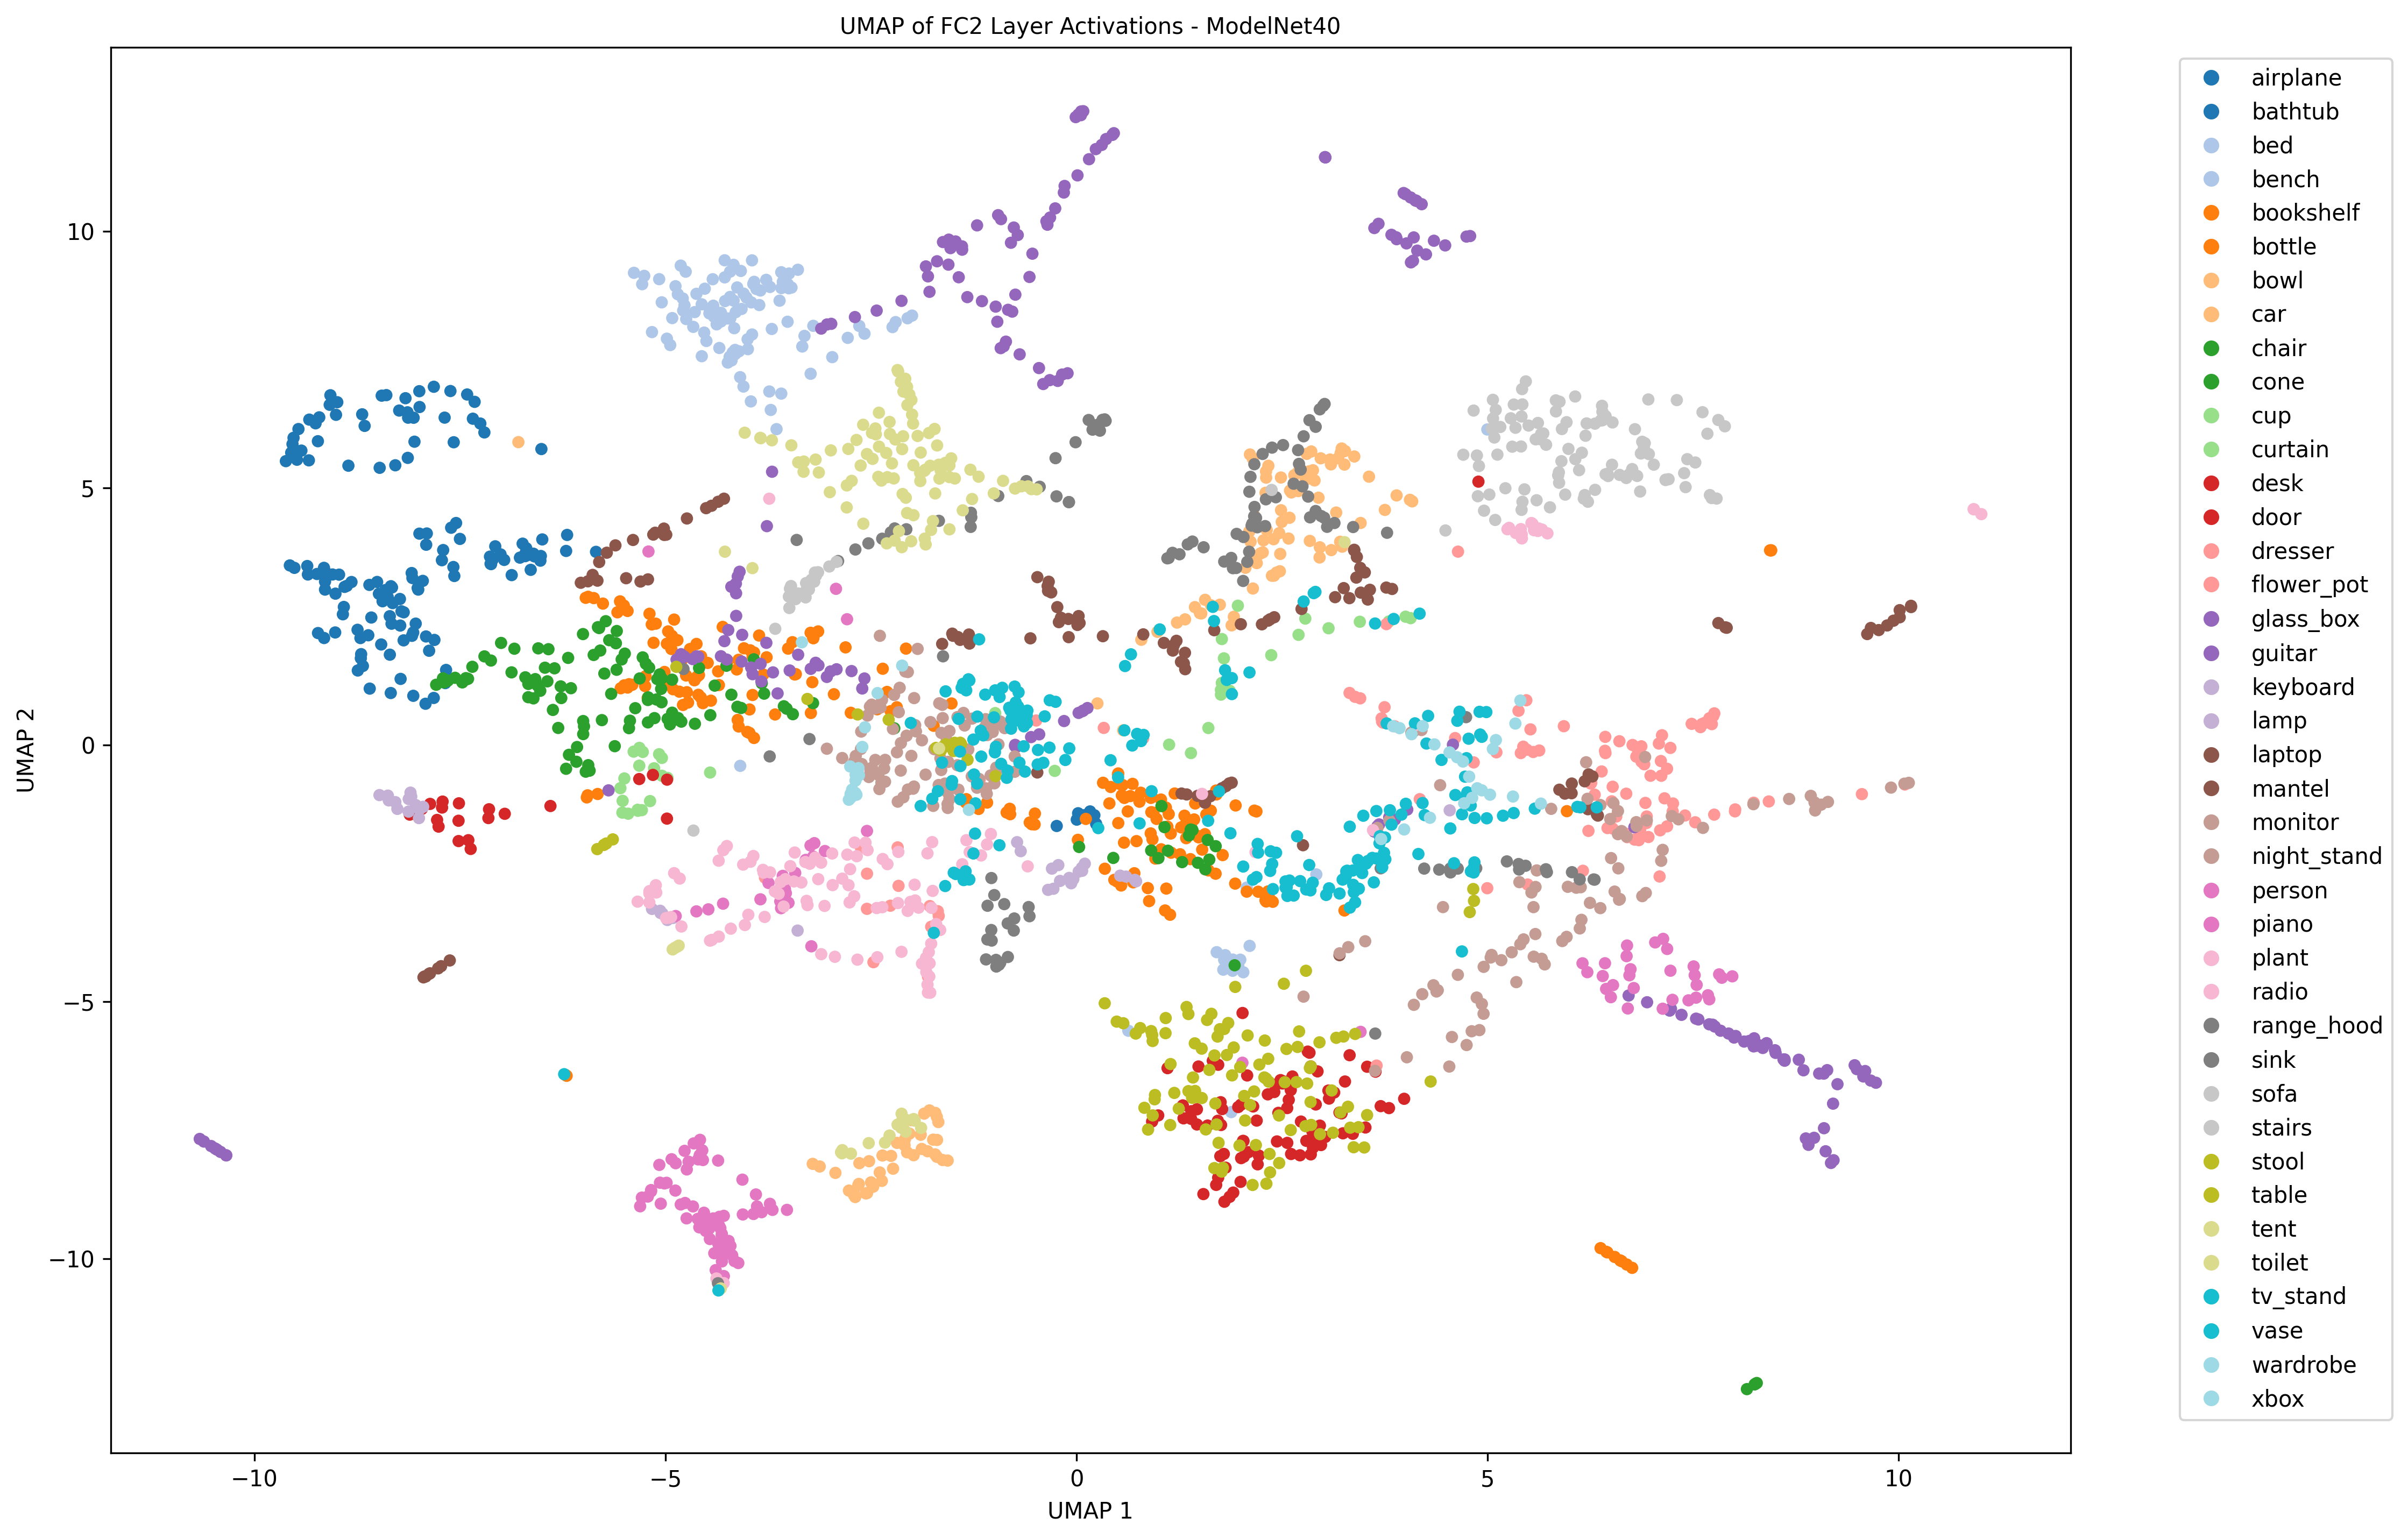 UMAP of FC2 Layer Activations - ModelNet40
10
5
0
−5
−10
UMAP 2
−10
−5
0
5
10
UMAP 1
airplane
bathtub
bed
bench
bookshelf
bottle
bowl
car
chair
cone
cup
curtain
desk
door
dresser
flower_pot
glass_box
guitar
keyboard
lamp
laptop
mantel
monitor
night_stand
person
piano
plant
radio
range_hood
sink
sofa
stairs
stool
table
tent
toilet
tv_stand
vase
wardrobe
xbox